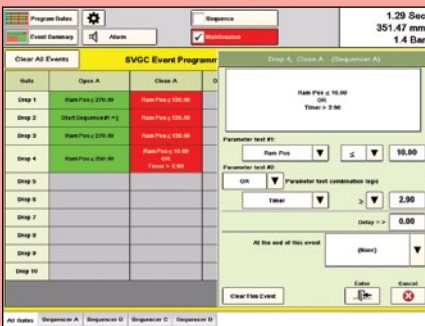 Program Gates
Sequence
1.29 Sec
351.47 mm
1.4 Bar
Event Summary
Alarm
Maintenance
Clear All Events
SVGC Event Programm
Drop 4, Close A (Sequencer A)
Gate
Open A
Close A
Ram Pos ≤ 10.00
OR
Timer > 2.90
Drop 1
Ram Pos ≤ 270.00
Ram Pos ≤ 120.00
Drop 2
Ram Pos ≤ 120.00
Drop 3
Ram Pos ≤ 270.00
Ram Pos ≤ 120.00
Drop 4
Ram Pos ≤ 250.00
Ram Pos ≤ 10.00
OR
Timer > 2.90
Drop 5
Drop 6
Drop 7
Drop 8
Drop 9
Drop 10
Parameter test #1:
Ram Pos
≤
10.00
Parameter test #2:
OR
Parameter test combination logic
Timer
≥
2.90
Delay = >
0.00
At the end of this event
(None)
Clear This Event
Enter
Cancel
All Gates
Sequencer A
Sequencer B
Sequencer C
Sequencer D